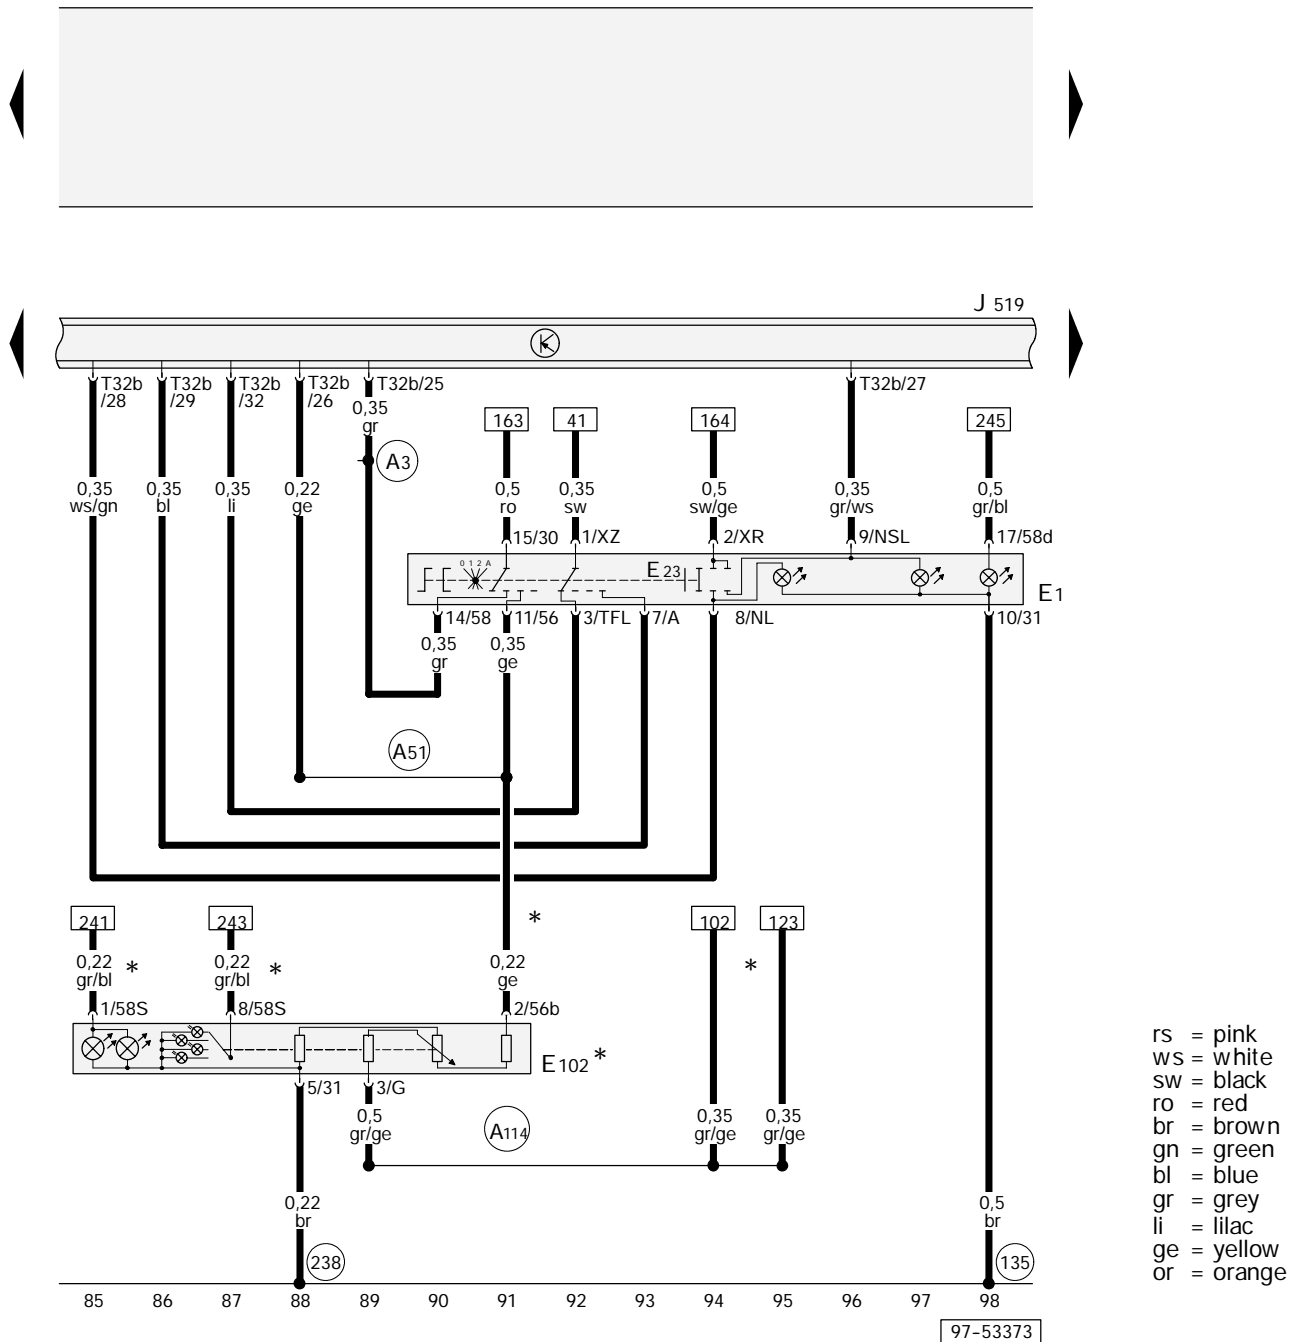 J 519
T32b/28
T32b/29
T32b/32
T32b/26
T32b/25
T32b/27
0,35 gr
163
41
164
245
A3
0,35 ws/gn
0,35 bl
0,35 li
0,22 ge
0,5 ro
0,35 sw
0,5 sw/ge
0,35 gr/ws
0,5 gr/bl
15/30
1/XZ
2/XR
9/NSL
17/58d
0 1 2 A
E 23
E1
14/58
11/56
3/TFL
7/A
8/NL
10/31
0,35 gr
0,35 ge
A51
241
243
*
102
123
0,22 gr/bl
*
0,22 gr/bl
*
0,22 ge
*
1/58S
8/58S
2/56b
E102 *
5/31
3/G
0,5 gr/ge
A114
0,35 gr/ge
0,35 gr/ge
0,22 br
0,5 br
238
135
85 86 87 88 89 90 91 92 93 94 95 96 97 98
97-53373
rs = pink
ws = white
sw = black
ro = red
br = brown
gn = green
bl = blue
gr = grey
li = lilac
ge = yellow
or = orange